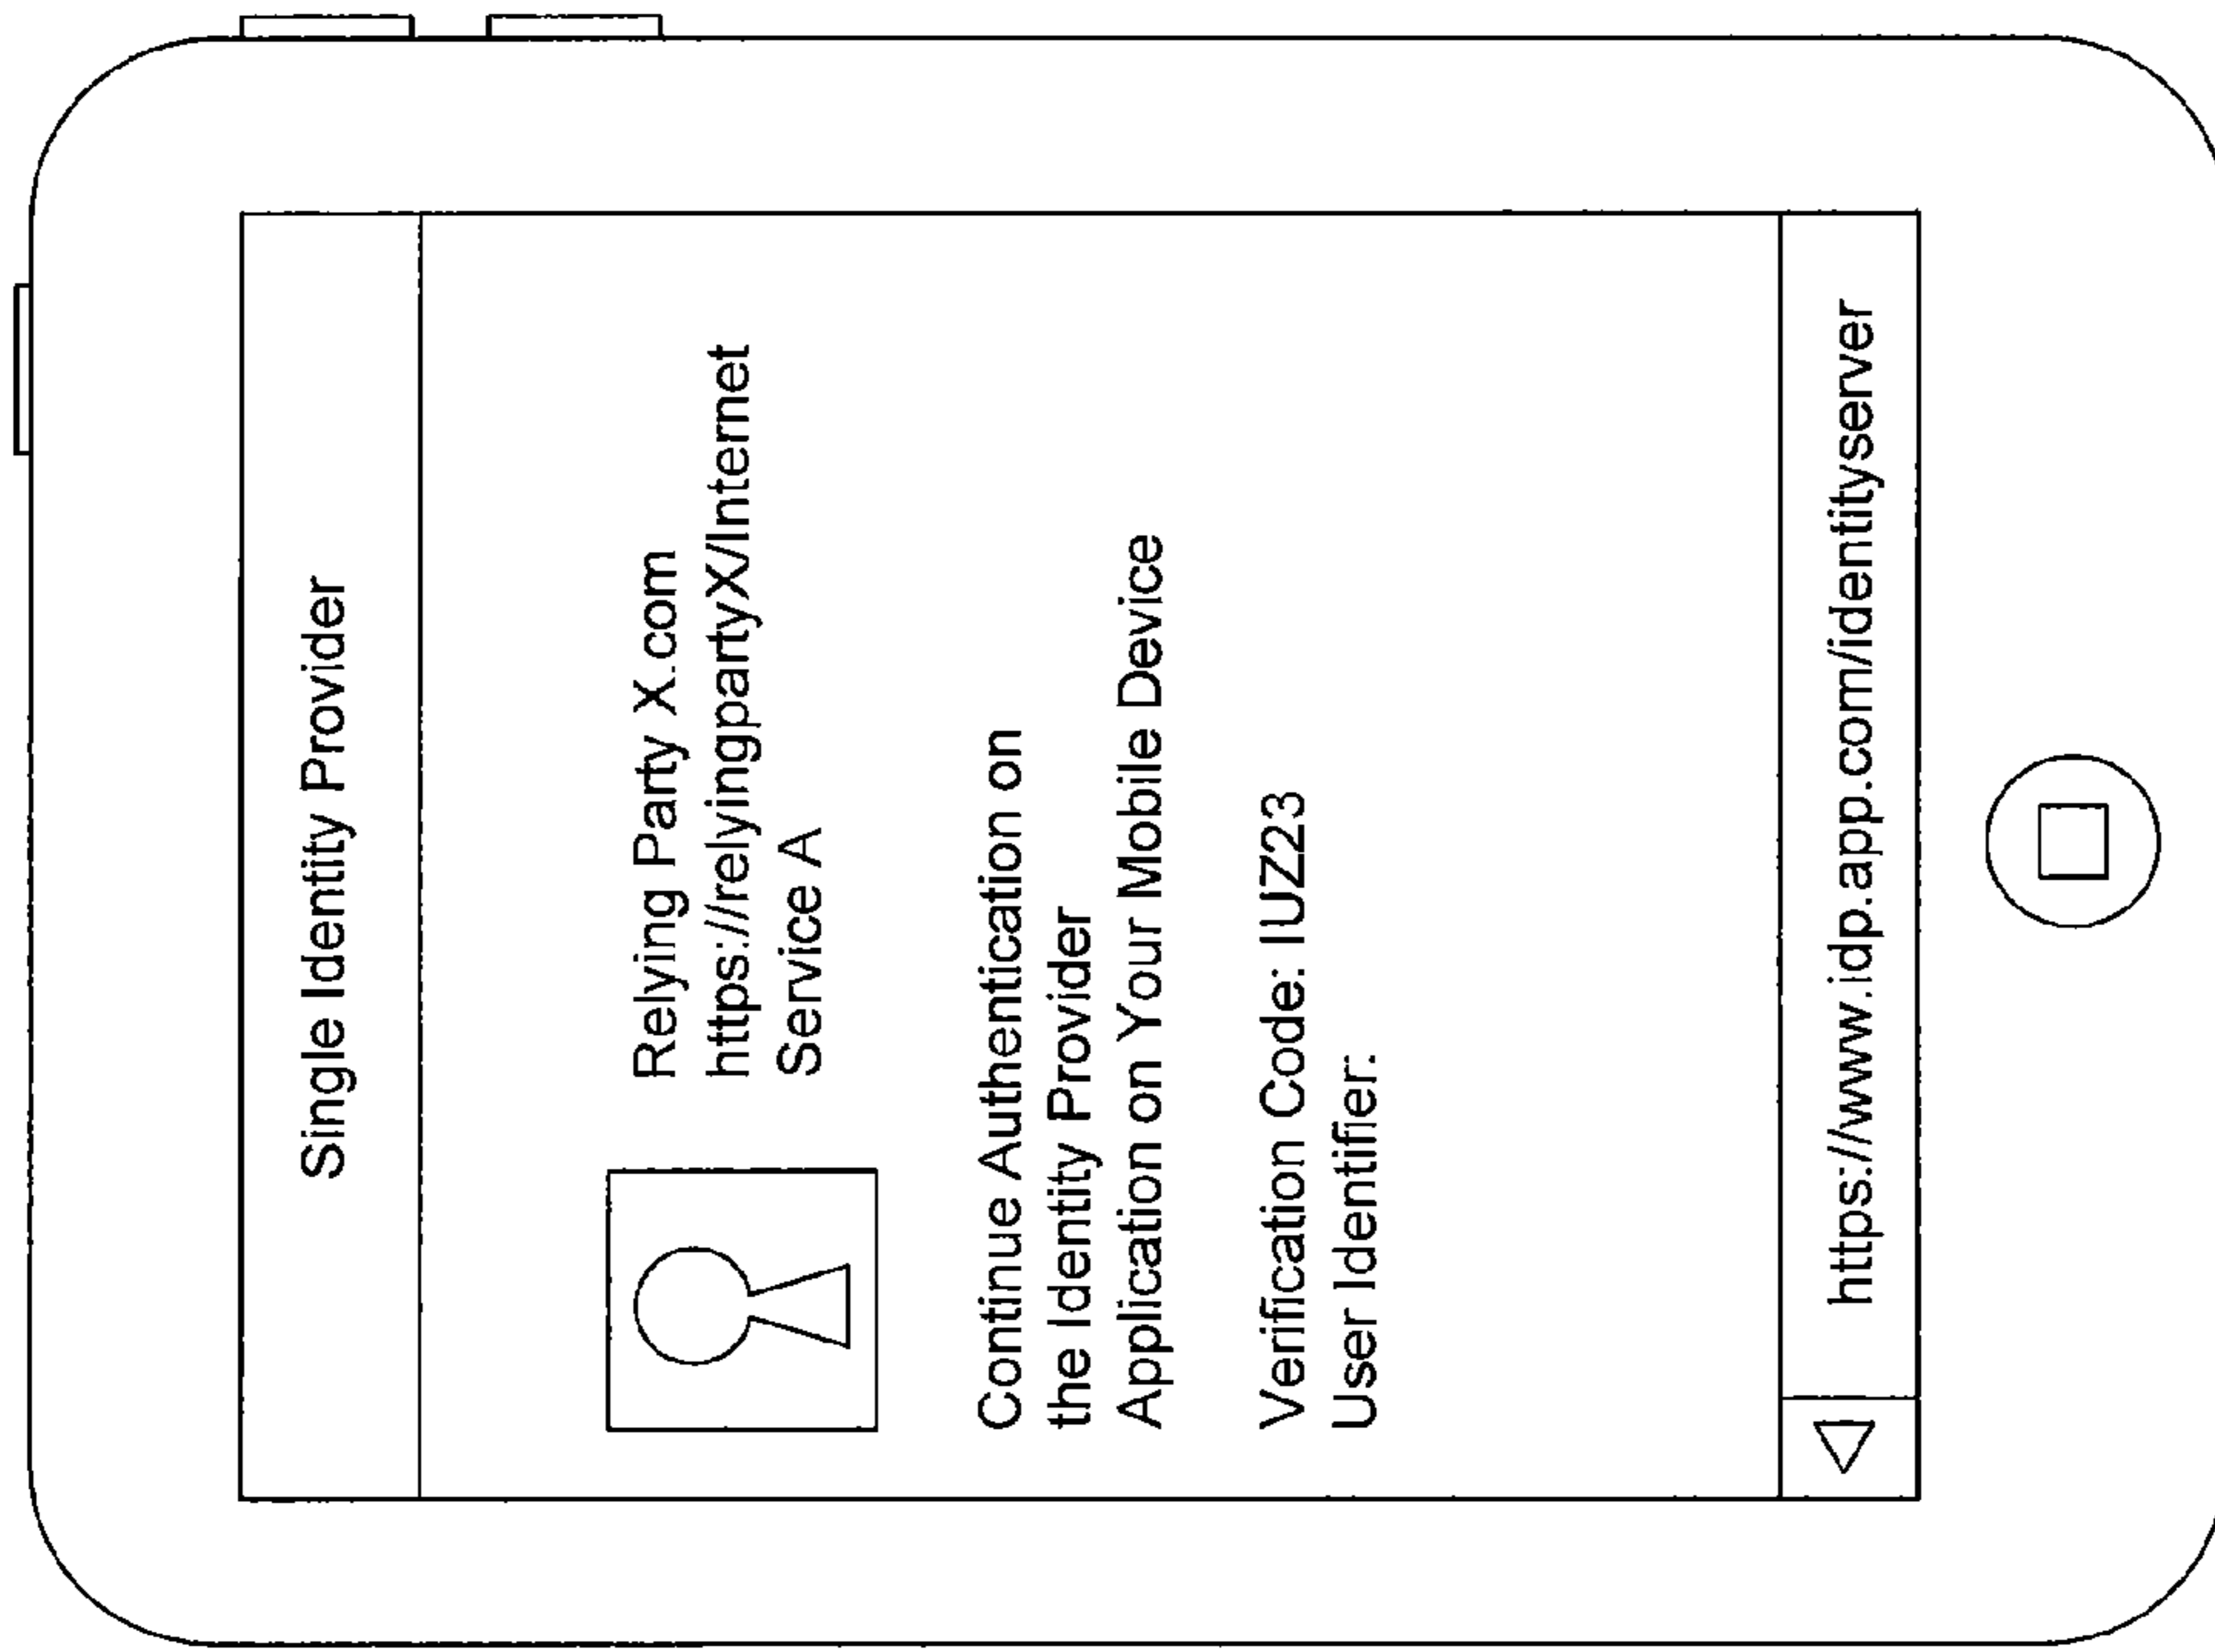 Single Identity Provider
Relying Party X.com
https://relyingpartyX/Internet
Service A
Continue Authentication on
the Identity Provider
Application on Your Mobile Device
Verification Code: IUZ23
User Identifier:
https://www.idp.app.com/identityserver